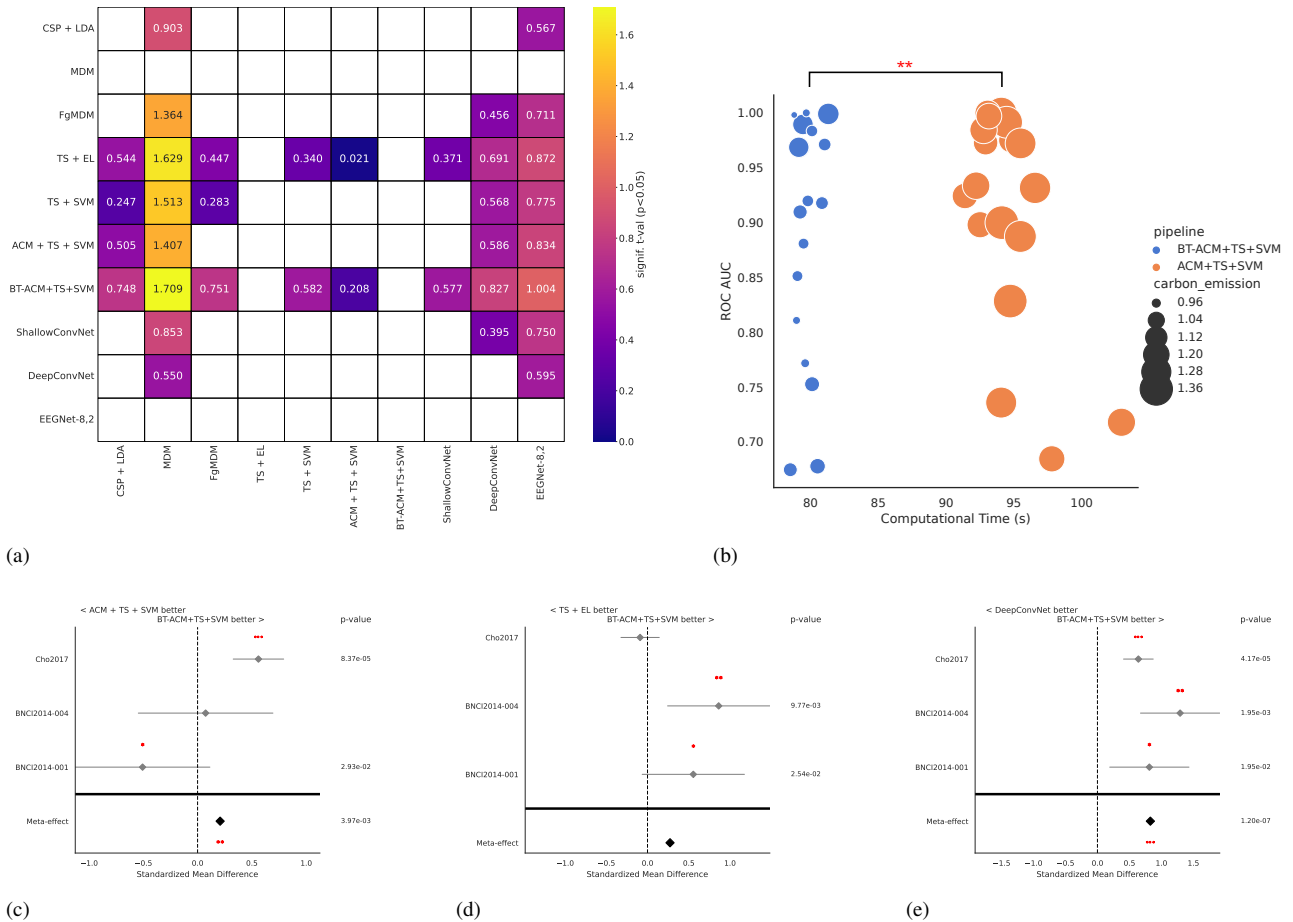 CSP + LDA 0.903 0.567
MDM
FgMDM 1.364 0.456 0.711
TS + EL 0.544 1.629 0.447 0.340 0.021 0.371 0.691 0.872
TS + SVM 0.247 1.513 0.283 0.568 0.775
ACM + TS + SVM 0.505 1.407 0.586 0.834
BT-ACM+TS+SVM 0.748 1.709 0.751 0.582 0.208 0.577 0.827 1.004
ShallowConvNet 0.853 0.395 0.750
DeepConvNet 0.550 0.595
EEGNet-8,2
CSP + LDA
MDM
FgMDM
TS + EL
TS + SVM
ACM + TS + SVM
BT-ACM+TS+SVM
ShallowConvNet
DeepConvNet
EEGNet-8,2
1.6
1.4
1.2
1.0
0.8
0.6
0.4
0.2
0.0
signif. t-val (p<0.05)
(a)
**
1.00
0.95
0.90
0.85
0.80
0.75
0.70
ROC AUC
80 85 90 95 100
Computational Time (s)
pipeline
BT-ACM+TS+SVM
ACM+TS+SVM
carbon_emission
0.96
1.04
1.12
1.20
1.28
1.36
(b)
< ACM + TS + SVM better
BT-ACM+TS+SVM better > p-value
Cho2017 8.37e-05
BNCI2014-004
BNCI2014-001 2.93e-02
Meta-effect 3.97e-03
−1.0 −0.5 0.0 0.5 1.0
Standardized Mean Difference
(c)
< TS + EL better
BT-ACM+TS+SVM better > p-value
Cho2017
BNCI2014-004 9.77e-03
BNCI2014-001 2.54e-02
Meta-effect
−1.0 −0.5 0.0 0.5 1.0
Standardized Mean Difference
(d)
< DeepConvNet better
BT-ACM+TS+SVM better > p-value
Cho2017 4.17e-05
BNCI2014-004 1.95e-03
BNCI2014-001 1.95e-02
Meta-effect 1.20e-07
−1.5 −1.0 −0.5 0.0 0.5 1.0 1.5
Standardized Mean Difference
(e)